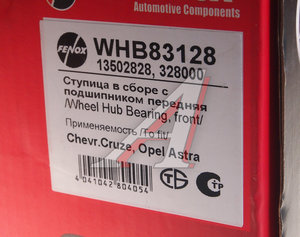 Automotive Components
FENOX
WHB83128
13502828, 328000
Ступица в сборе с
подшипником передняя
/Wheel Hub Bearing, front/
Применяемость /To fit/
Chevr.Cruze, Opel Astra
4 041042 804054